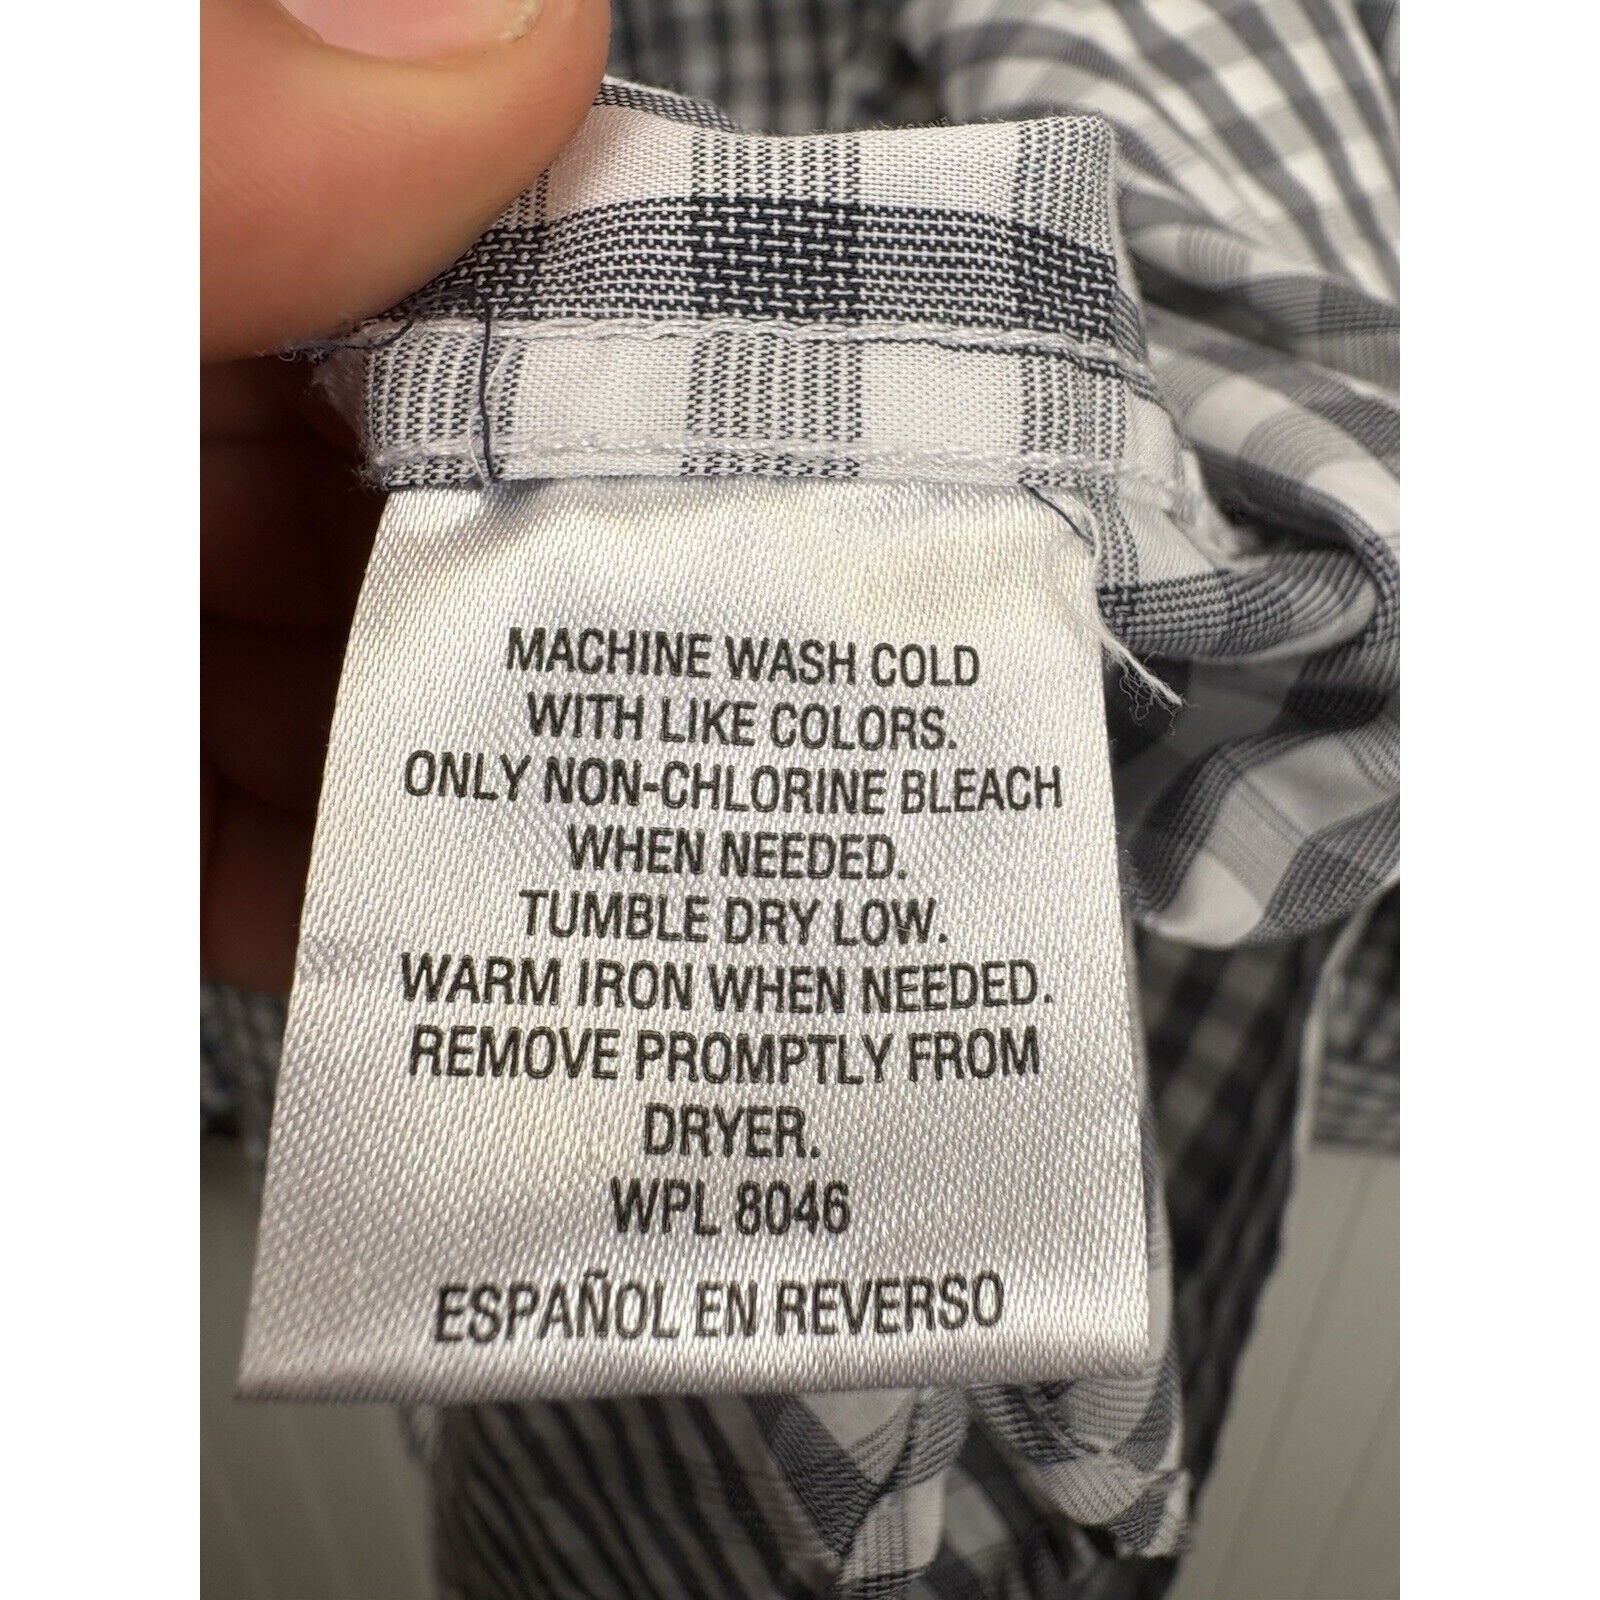 MACHINE WASH COLD
WITH LIKE COLORS.
ONLY NON-CHLORINE BLEACH
WHEN NEEDED.
TUMBLE DRY LOW.
WARM IRON WHEN NEEDED.
REMOVE PROMPTLY FROM
DRYER.
WPL 8046
ESPAÑOL EN REVERSO